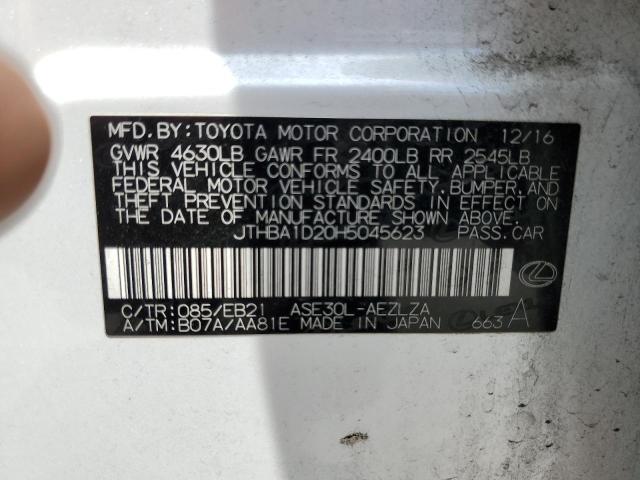 MFD. BY: TOYOTA MOTOR CORPORATION 12/16
GVWR 4630LB GAWR FR 2400LB RR 2545LB
THIS VEHICLE CONFORMS TO ALL APPLICABLE
FEDERAL MOTOR VEHICLE SAFETY, BUMPER, AND
THEFT PREVENTION STANDARDS IN EFFECT ON
THE DATE OF MANUFACTURE SHOWN ABOVE.
JTHBA1D20H5045623 PASS. CAR
C/TR: 085/EB21 ASE30L-AEZLZA
A/TM: B07A/AA81E MADE IN JAPAN 663 A